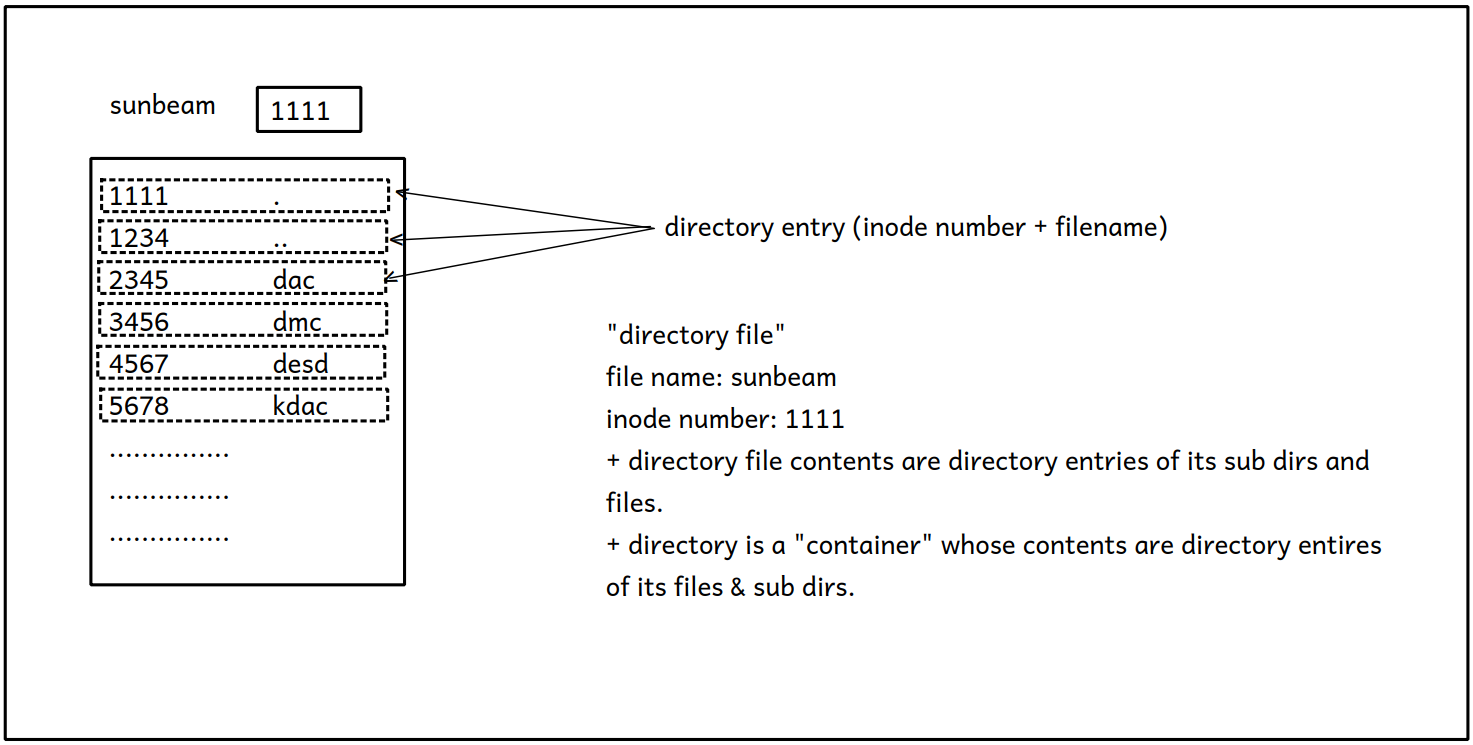 sunbeam 1111
1111 .
1234 ..
2345 dac
3456 dmc
4567 desd
5678 kdac
...............
...............
...............
directory entry (inode number + filename)
"directory file"
file name: sunbeam
inode number: 1111
+ directory file contents are directory entries of its sub dirs and
files.
+ directory is a "container" whose contents are directory entires
of its files & sub dirs.